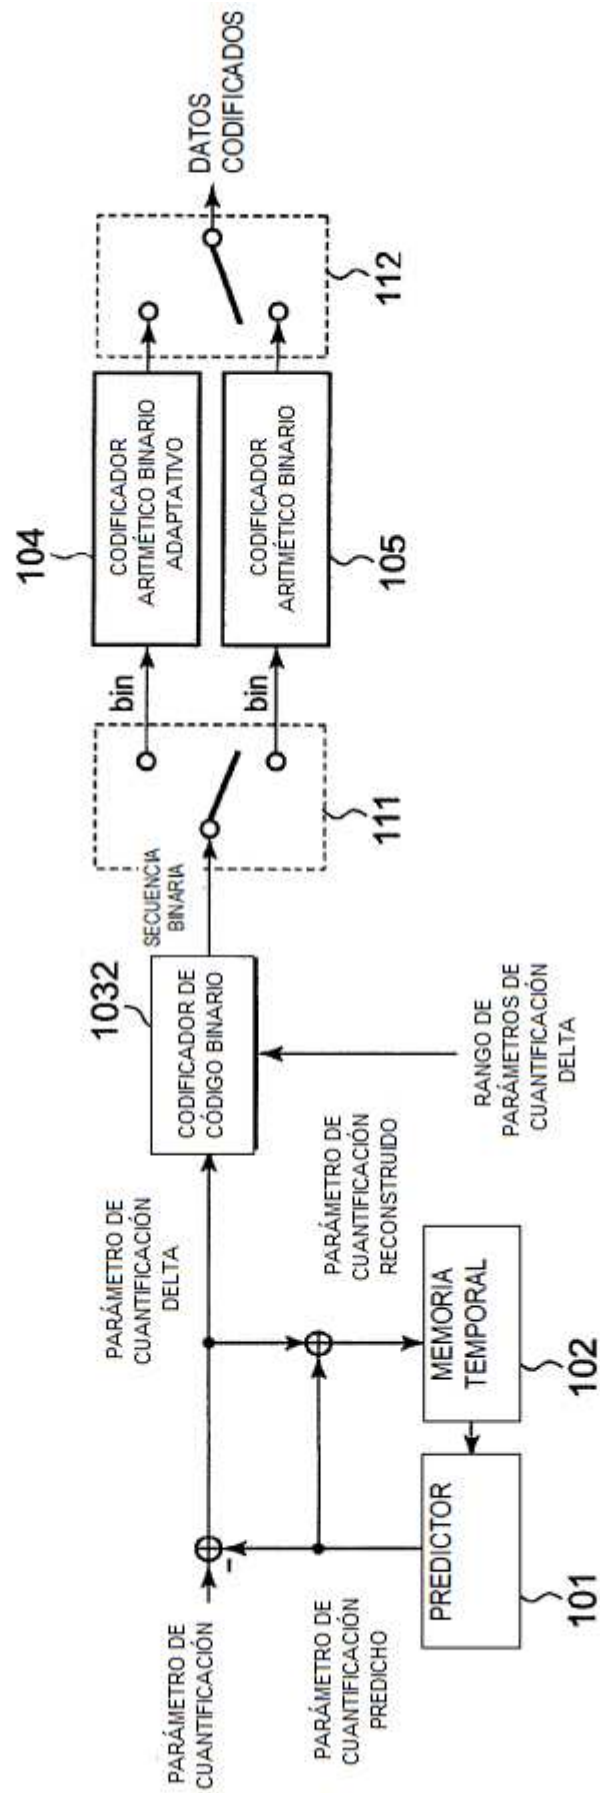 PARÁMETRO DE
CUANTIFICACIÓN
-
PARÁMETRO DE
CUANTIFICACIÓN
PREDICHO
PREDICTOR
101
MEMORIA
TEMPORAL
102
PARÁMETRO DE
CUANTIFICACIÓN
RECONSTRUIDO
PARÁMETRO DE
CUANTIFICACIÓN
DELTA
1032
CODIFICADOR DE
CÓDIGO BINARIO
RANGO DE
PARÁMETROS DE
CUANTIFICACIÓN
DELTA
SECUENCIA
BINARIA
111
bin
bin
104
CODIFICADOR
ARITMÉTICO BINARIO
ADAPTATIVO
CODIFICADOR
ARITMÉTICO BINARIO
105
112
DATOS
CODIFICADOS